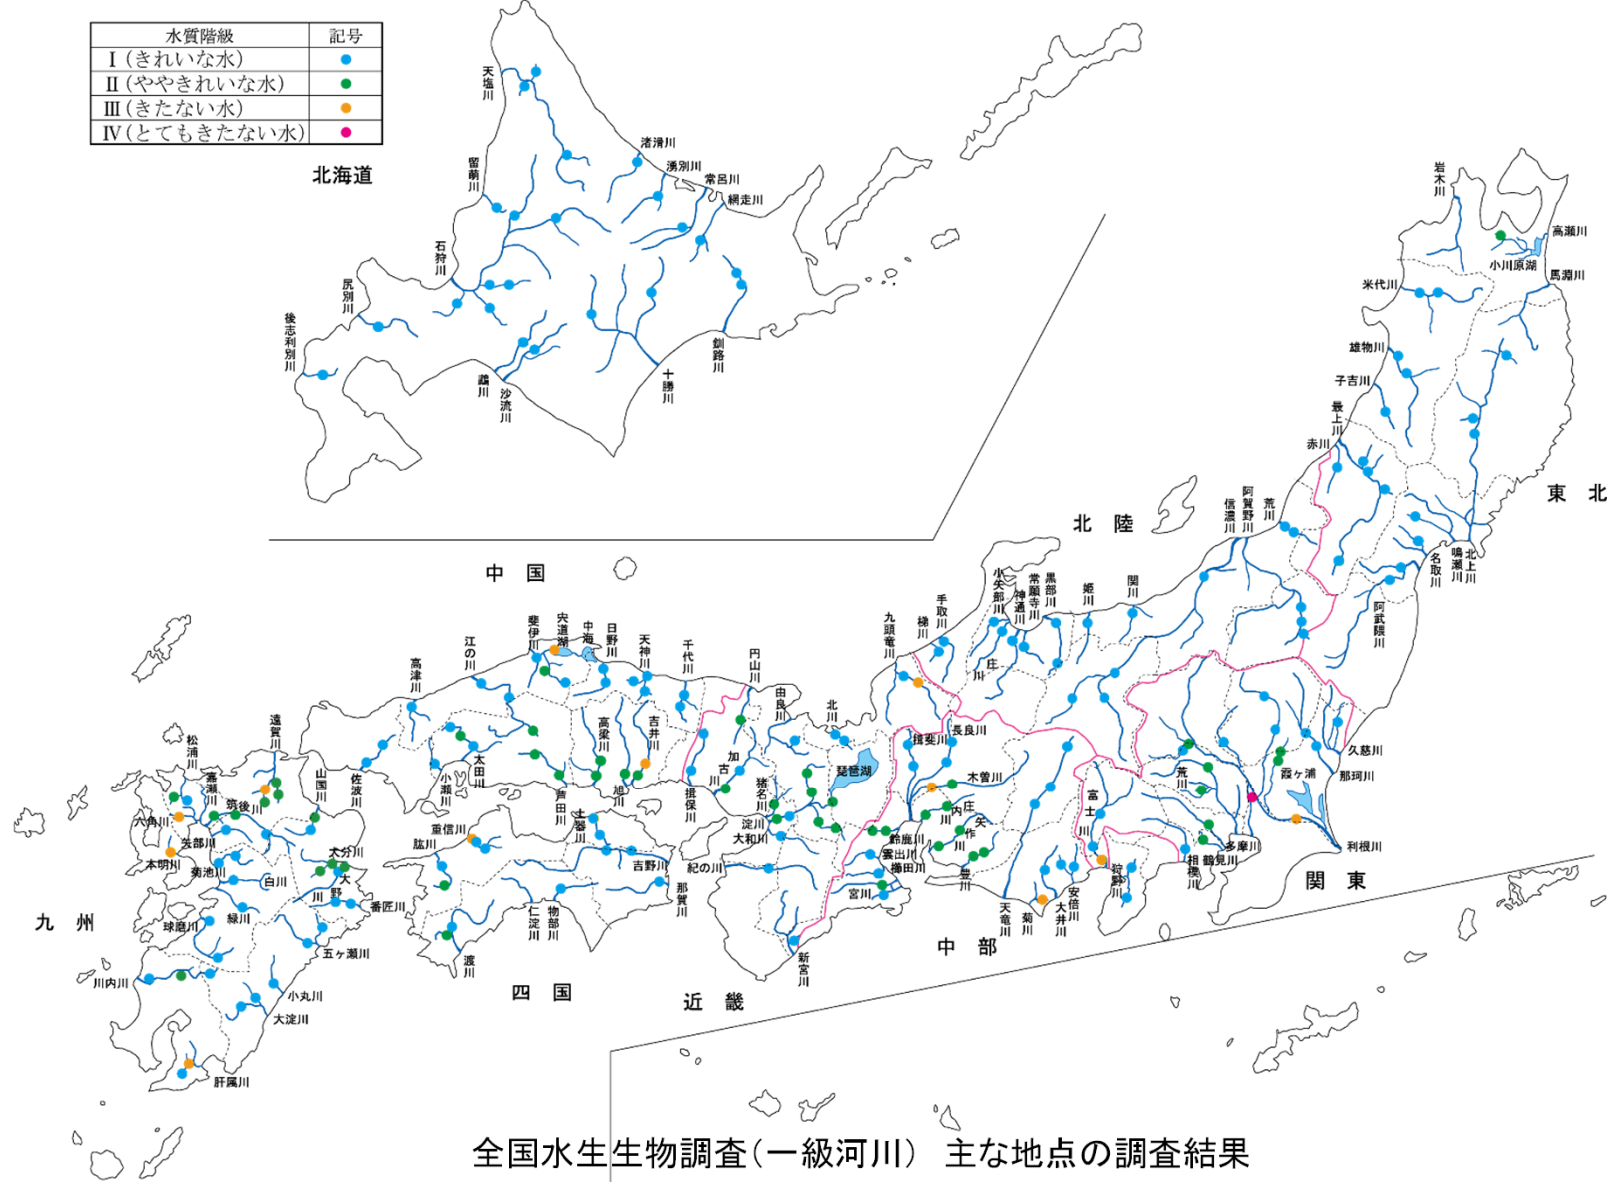 水質階級 記号
Ⅰ(きれいな水)
Ⅱ(ややきれいな水)
Ⅲ(きたない水)
Ⅳ(とてもきたない水)
北海道
天塩川
留萌川
石狩川
尻別川
後志利別川
渚滑川
湧別川
常呂川
網走川
釧路川
十勝川
沙流川
鵡川
東 北
岩木川
高瀬川
小川原湖
馬淵川
米代川
雄物川
子吉川
最上川
赤川
北上川
鳴瀬川
名取川
阿武隈川
北 陸
荒川
阿賀野川
信濃川
関川
姫川
黒部川
常願寺川
神通川
小矢部川
庄川
手取川
梯川
九頭竜川
関 東
久慈川
那珂川
霞ヶ浦
利根川
荒川
多摩川
鶴見川
相模川
中 部
富士川
狩野川
安倍川
大井川
菊川
天竜川
豊川
矢作川
庄内川
木曽川
長良川
揖斐川
鈴鹿川
雲出川
櫛田川
宮川
近 畿
新宮川
紀の川
大和川
淀川
猪名川
琵琶湖
北川
由良川
円山川
加古川
揖保川
中 国
千代川
天神川
日野川
中海
宍道湖
斐伊川
江の川
高津川
吉井川
旭川
高梁川
芦田川
太田川
小瀬川
佐波川
四 国
重信川
肱川
土器川
吉野川
那賀川
物部川
仁淀川
渡川
九 州
遠賀川
山国川
松浦川
嘉瀬川
筑後川
六角川
本明川
矢部川
菊池川
白川
緑川
球磨川
大分川
大野川
番匠川
五ヶ瀬川
小丸川
大淀川
川内川
肝属川
全国水生生物調査(一級河川) 主な地点の調査結果